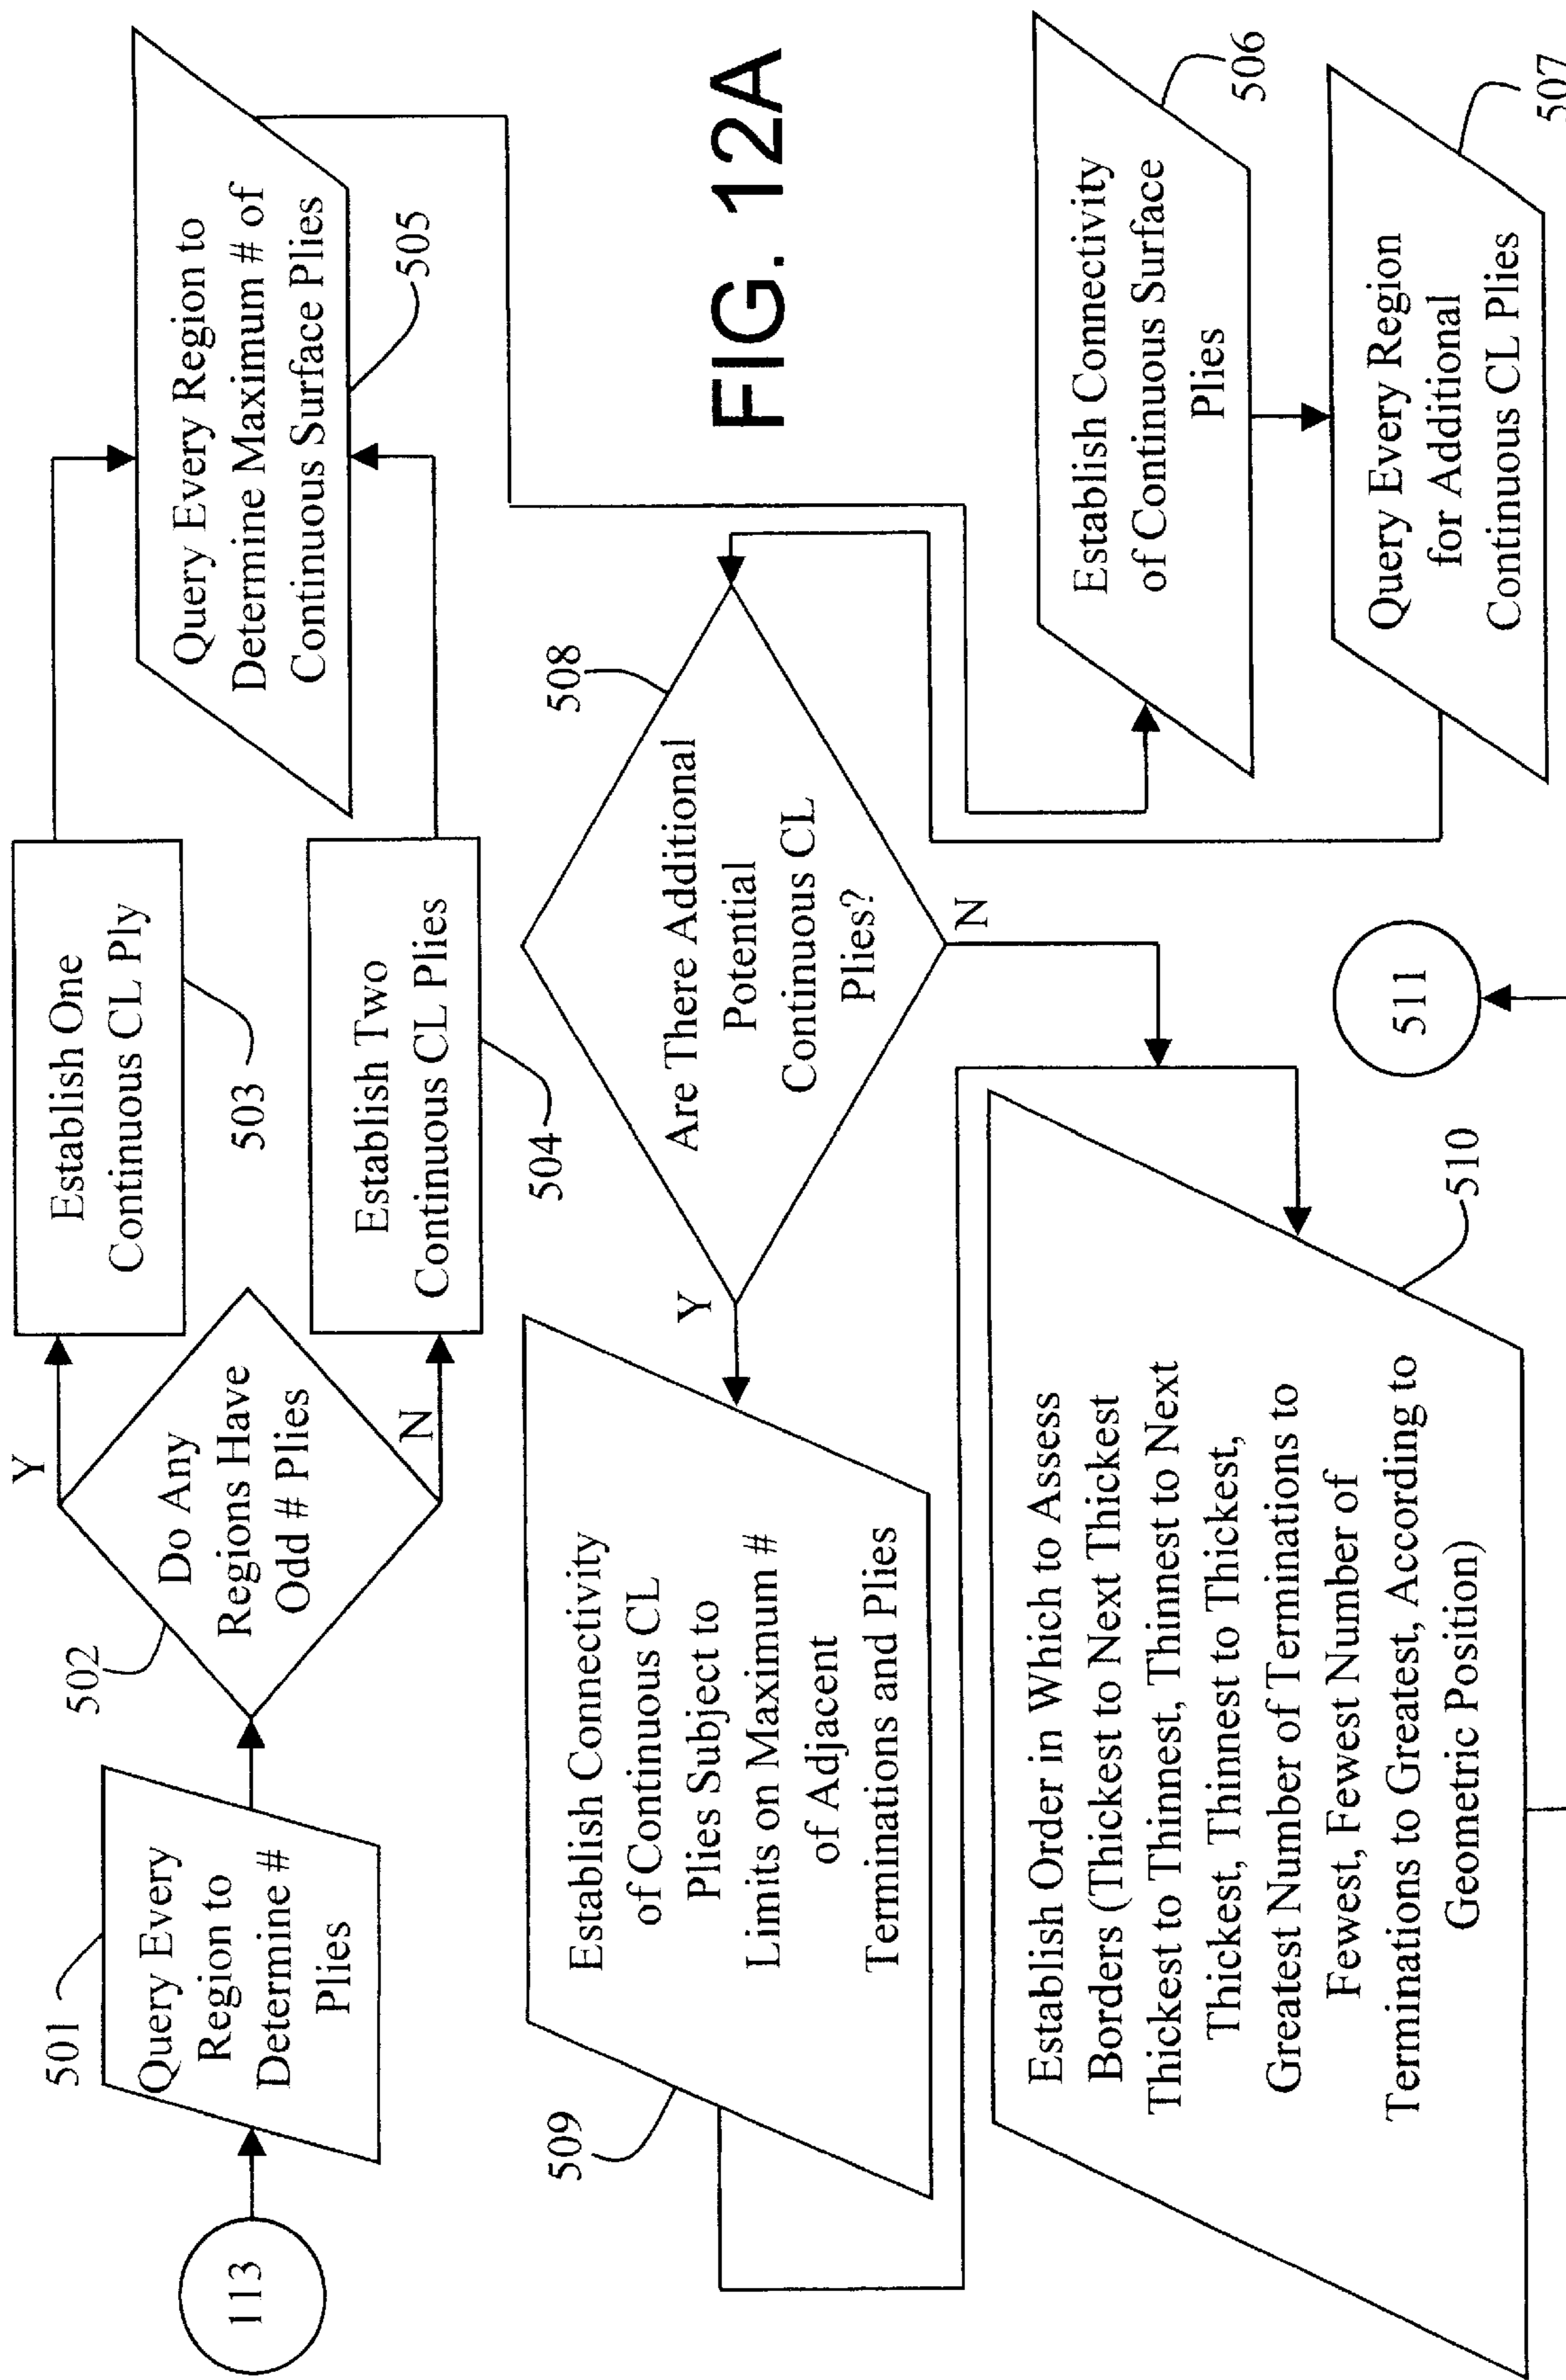 113
501
Query Every
Region to
Determine #
Plies
502
Do Any
Regions Have
Odd # Plies
Y
N
Establish One
Continuous CL Ply
503
Establish Two
Continuous CL Plies
504
Query Every Region to
Determine Maximum # of
Continuous Surface Plies
505
FIG. 12A
509
Establish Connectivity
of Continuous CL
Plies Subject to
Limits on Maximum #
of Adjacent
Terminations and Plies
Y
508
Are There Additional
Potential
Continuous CL
Plies?
N
Establish Connectivity
of Continuous Surface
Plies
506
Query Every Region
for Additional
Continuous CL Plies
507
Establish Order in Which to Assess
Borders (Thickest to Next Thickest
Thickest to Thinnest, Thinnest to Next
Thickest, Thinnest to Thickest,
Greatest Number of Terminations to
Fewest, Fewest Number of
Terminations to Greatest, According to
Geometric Position)
510
511